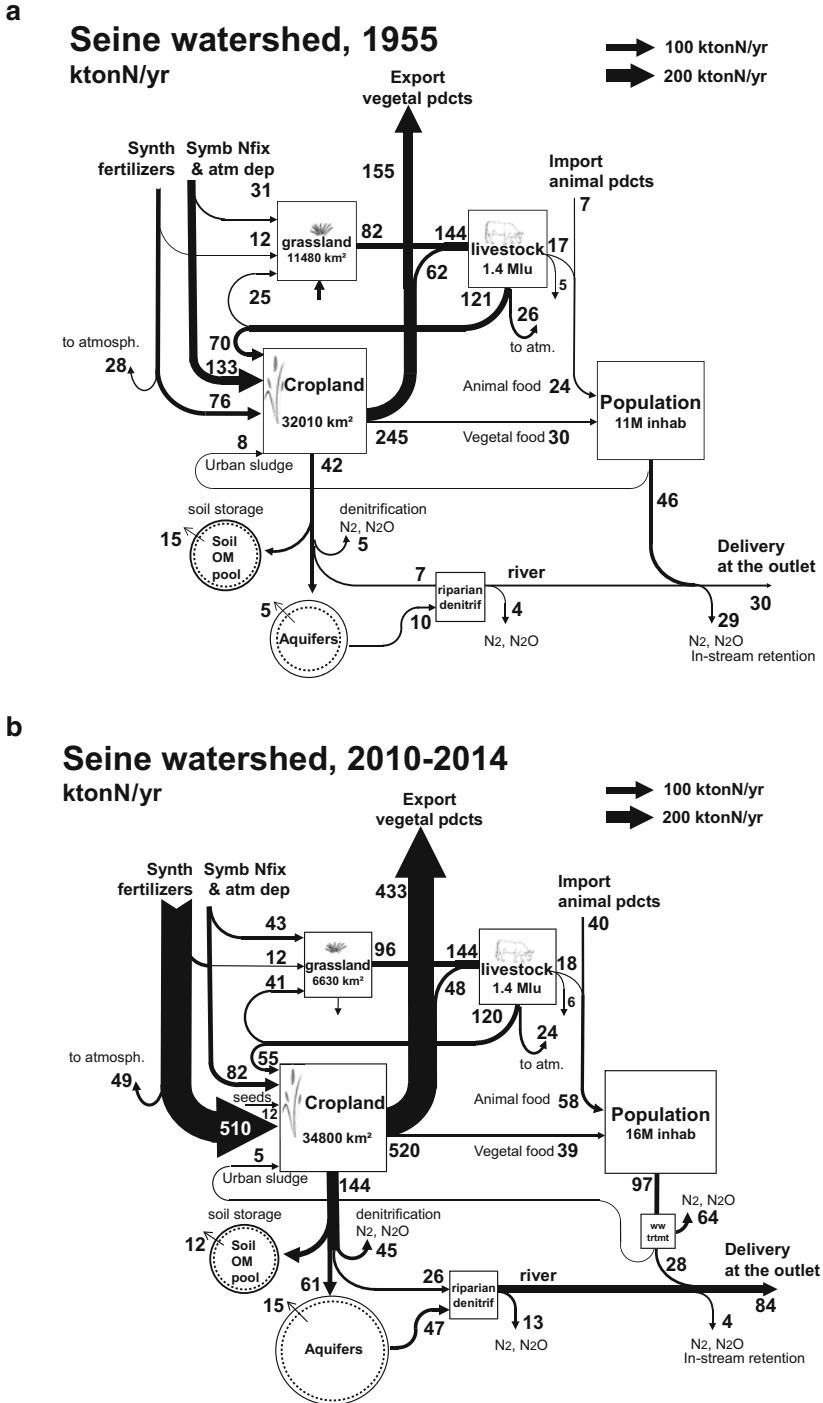 a
Seine watershed, 1955
ktonN/yr
100 ktonN/yr
200 ktonN/yr
Export
vegetal pdcts
Synth
fertilizers
Symb Nfix
& atm dep
155
Import
animal pdcts
7
31
12
25
grassland
11480 km²
82
144
62
livestock
1.4 Mlu
17
5
121
26
to atm.
70
to atmosph.
28
133
76
Cropland
32010 km²
245
8
Urban sludge
42
Animal food 24
Vegetal food 30
Population
11M inhab
46
soil storage
15
Soil
OM
pool
denitrification
N2, N2O
5
7
river
riparian
denitrif
4
N2, N2O
5
Aquifers
10
Delivery
at the outlet
30
29
N2, N2O
In-stream retention
b
Seine watershed, 2010-2014
ktonN/yr
100 ktonN/yr
200 ktonN/yr
Export
vegetal pdcts
Synth
fertilizers
Symb Nfix
& atm dep
433
Import
animal pdcts
40
43
12
41
grassland
6630 km²
96
144
48
livestock
1.4 Mlu
18
6
120
24
to atm.
55
to atmosph.
49
82
seeds
12
510
Cropland
34800 km²
520
5
Urban sludge
144
Animal food 58
Vegetal food 39
Population
16M inhab
97
ww
trtmt
N2, N2O
64
28
soil storage
12
Soil
OM
pool
denitrification
N2, N2O
45
61
26
river
riparian
denitrif
13
N2, N2O
15
Aquifers
47
Delivery
at the outlet
84
4
N2, N2O
In-stream retention